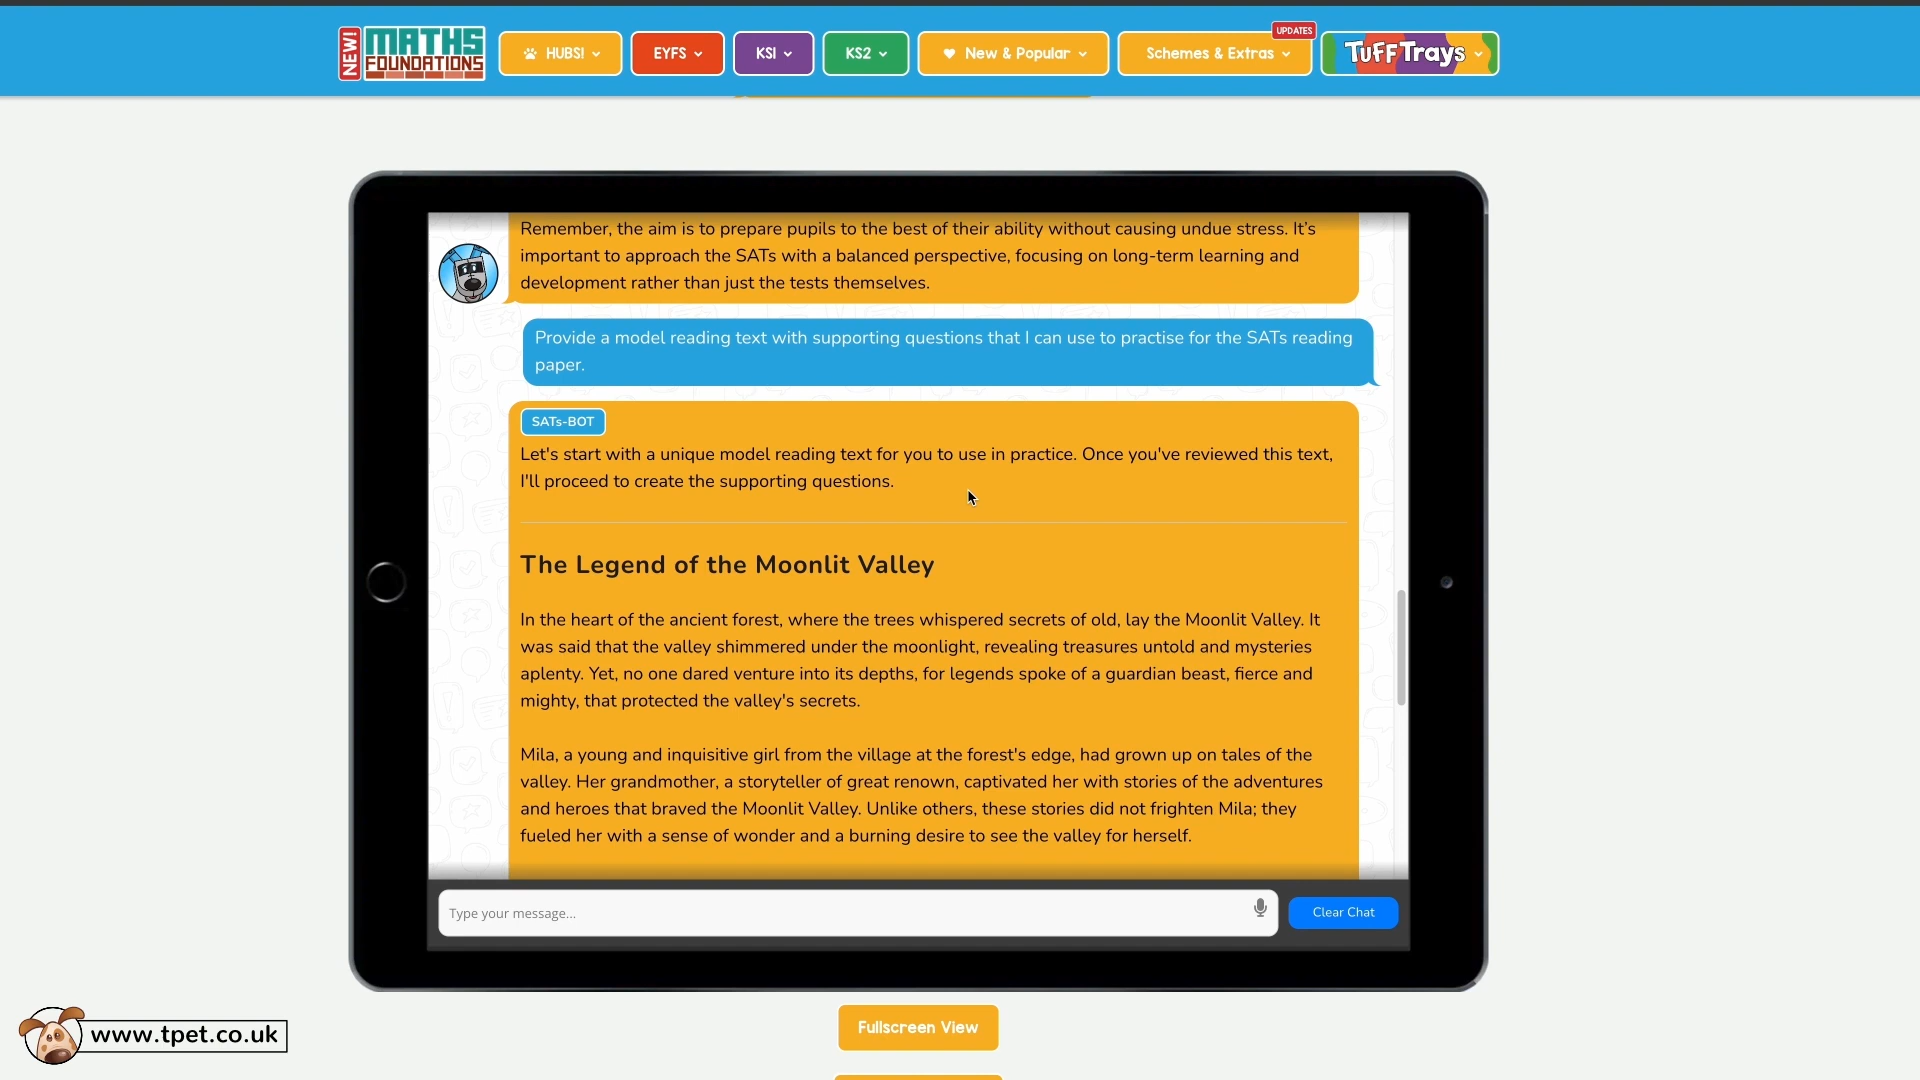 NEW! MATHS FOUNDATIONS
HUBS!
EYFS
KS1
KS2
New & Popular
Schemes & Extras
UPDATES
TUFFTrays
Remember, the aim is to prepare pupils to the best of their ability without causing undue stress. It's
important to approach the SATs with a balanced perspective, focusing on long-term learning and
development rather than just the tests themselves.
Provide a model reading text with supporting questions that I can use to practise for the SATs reading
paper.
SATs-BOT
Let's start with a unique model reading text for you to use in practice. Once you've reviewed this text,
I'll proceed to create the supporting questions.
The Legend of the Moonlit Valley
In the heart of the ancient forest, where the trees whispered secrets of old, lay the Moonlit Valley. It
was said that the valley shimmered under the moonlight, revealing treasures untold and mysteries
aplenty. Yet, no one dared venture into its depths, for legends spoke of a guardian beast, fierce and
mighty, that protected the valley's secrets.
Mila, a young and inquisitive girl from the village at the forest's edge, had grown up on tales of the
valley. Her grandmother, a storyteller of great renown, captivated her with stories of the adventures
and heroes that braved the Moonlit Valley. Unlike others, these stories did not frighten Mila; they
fueled her with a sense of wonder and a burning desire to see the valley for herself.
Type your message...
Clear Chat
Fullscreen View
www.tpet.co.uk